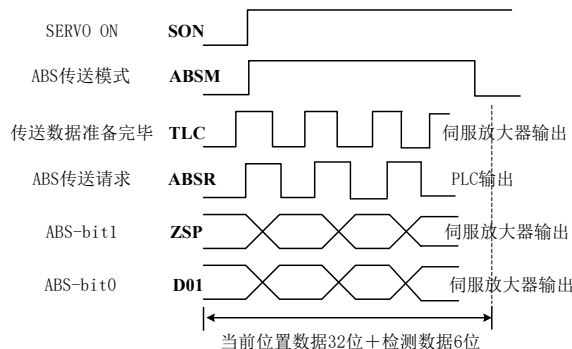 SERVO ON SON
ABS传送模式 ABSM
传送数据准备完毕 TLC 伺服放大器输出
ABS传送请求 ABSR PLC输出
ABS-bit1 ZSP 伺服放大器输出
ABS-bit0 D01 伺服放大器输出
当前位置数据32位＋检测数据6位